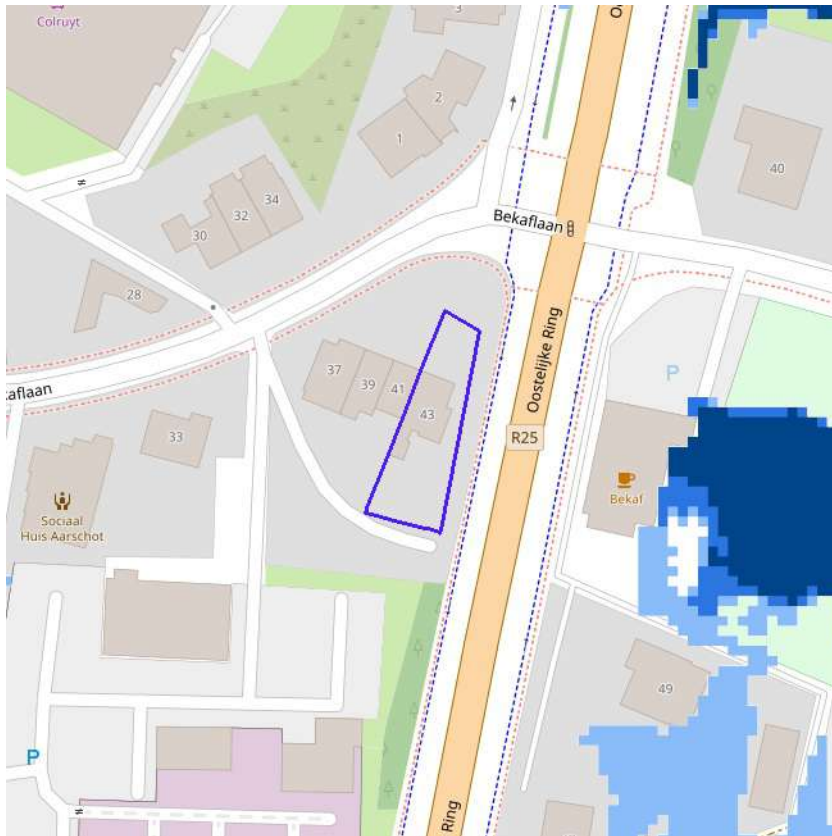 Colruyt
3
O
2
1
40
34
32
30
Bekaflaan
28
37
39
41
43
Oostelijke Ring
P
kaflaan
33
R25
Bekaf
Sociaal
Huis Aarschot
49
P
Ring